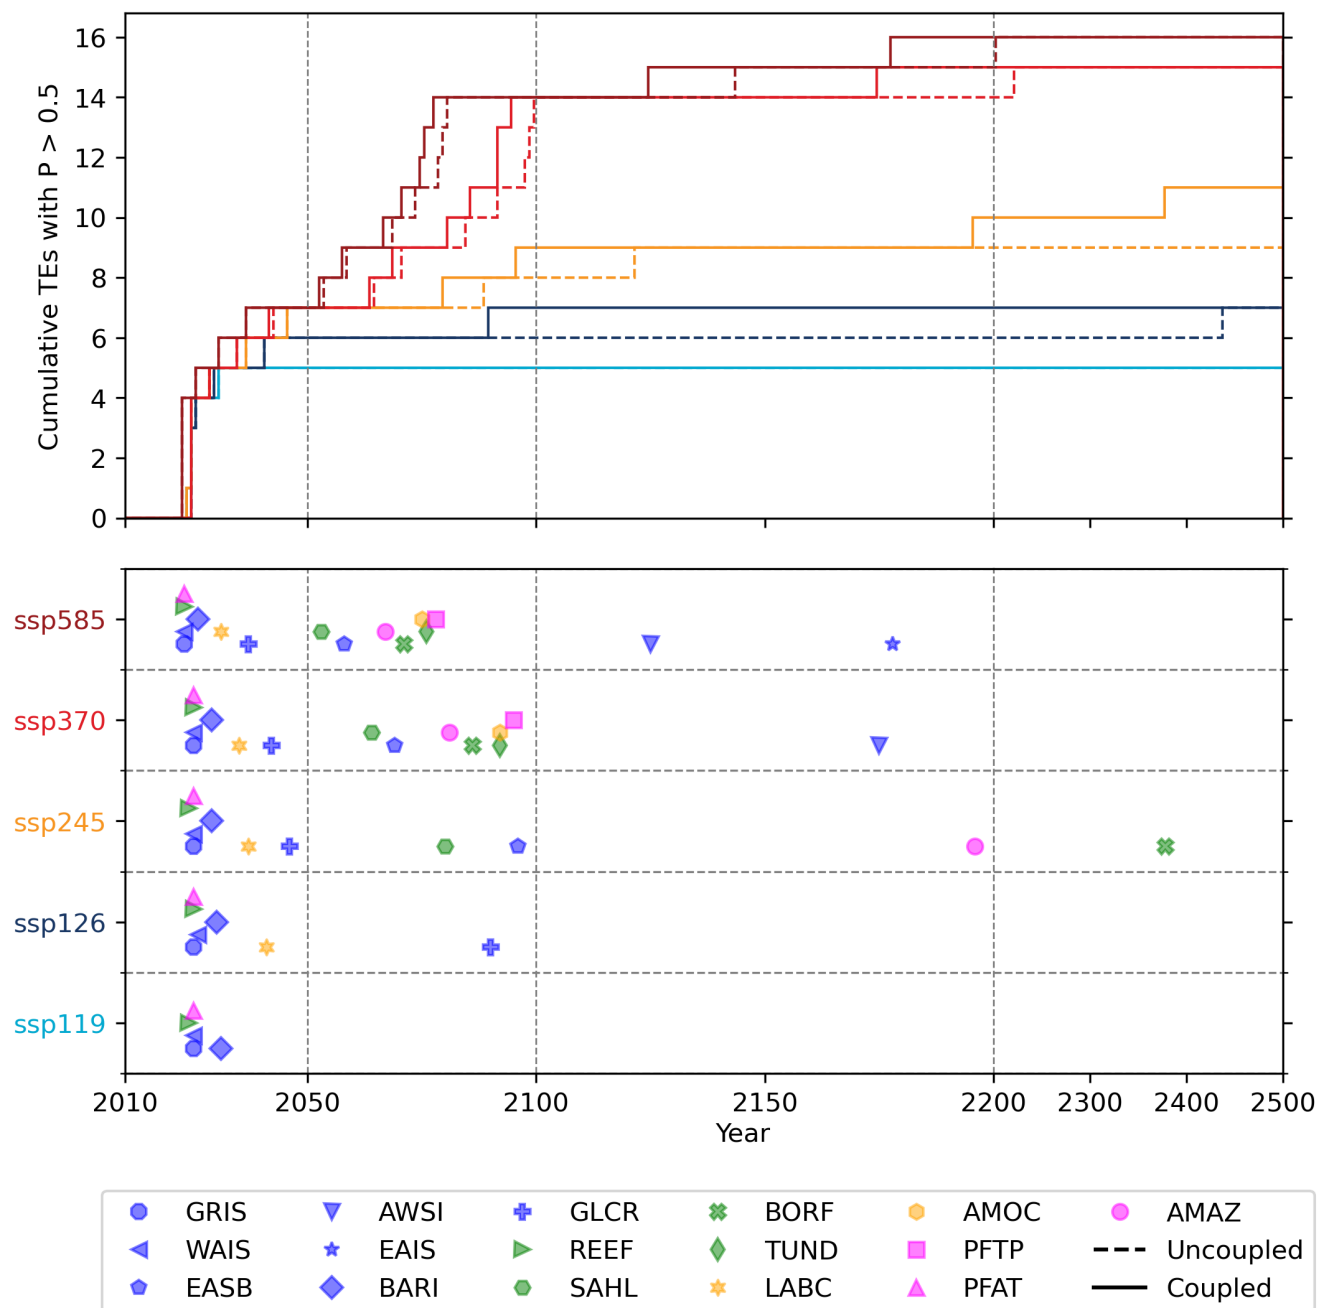 16
14
12
10
8
6
4
2
0
Cumulative TEs with P > 0.5
ssp585
ssp370
ssp245
ssp126
ssp119
2010 2050 2100 2150 2200 2300 2400 2500
Year
GRIS AWSI GLCR BORF AMOC AMAZ
WAIS EAIS REEF TUND PFTP Uncoupled
EASB BARI SAHL LABC PFAT Coupled